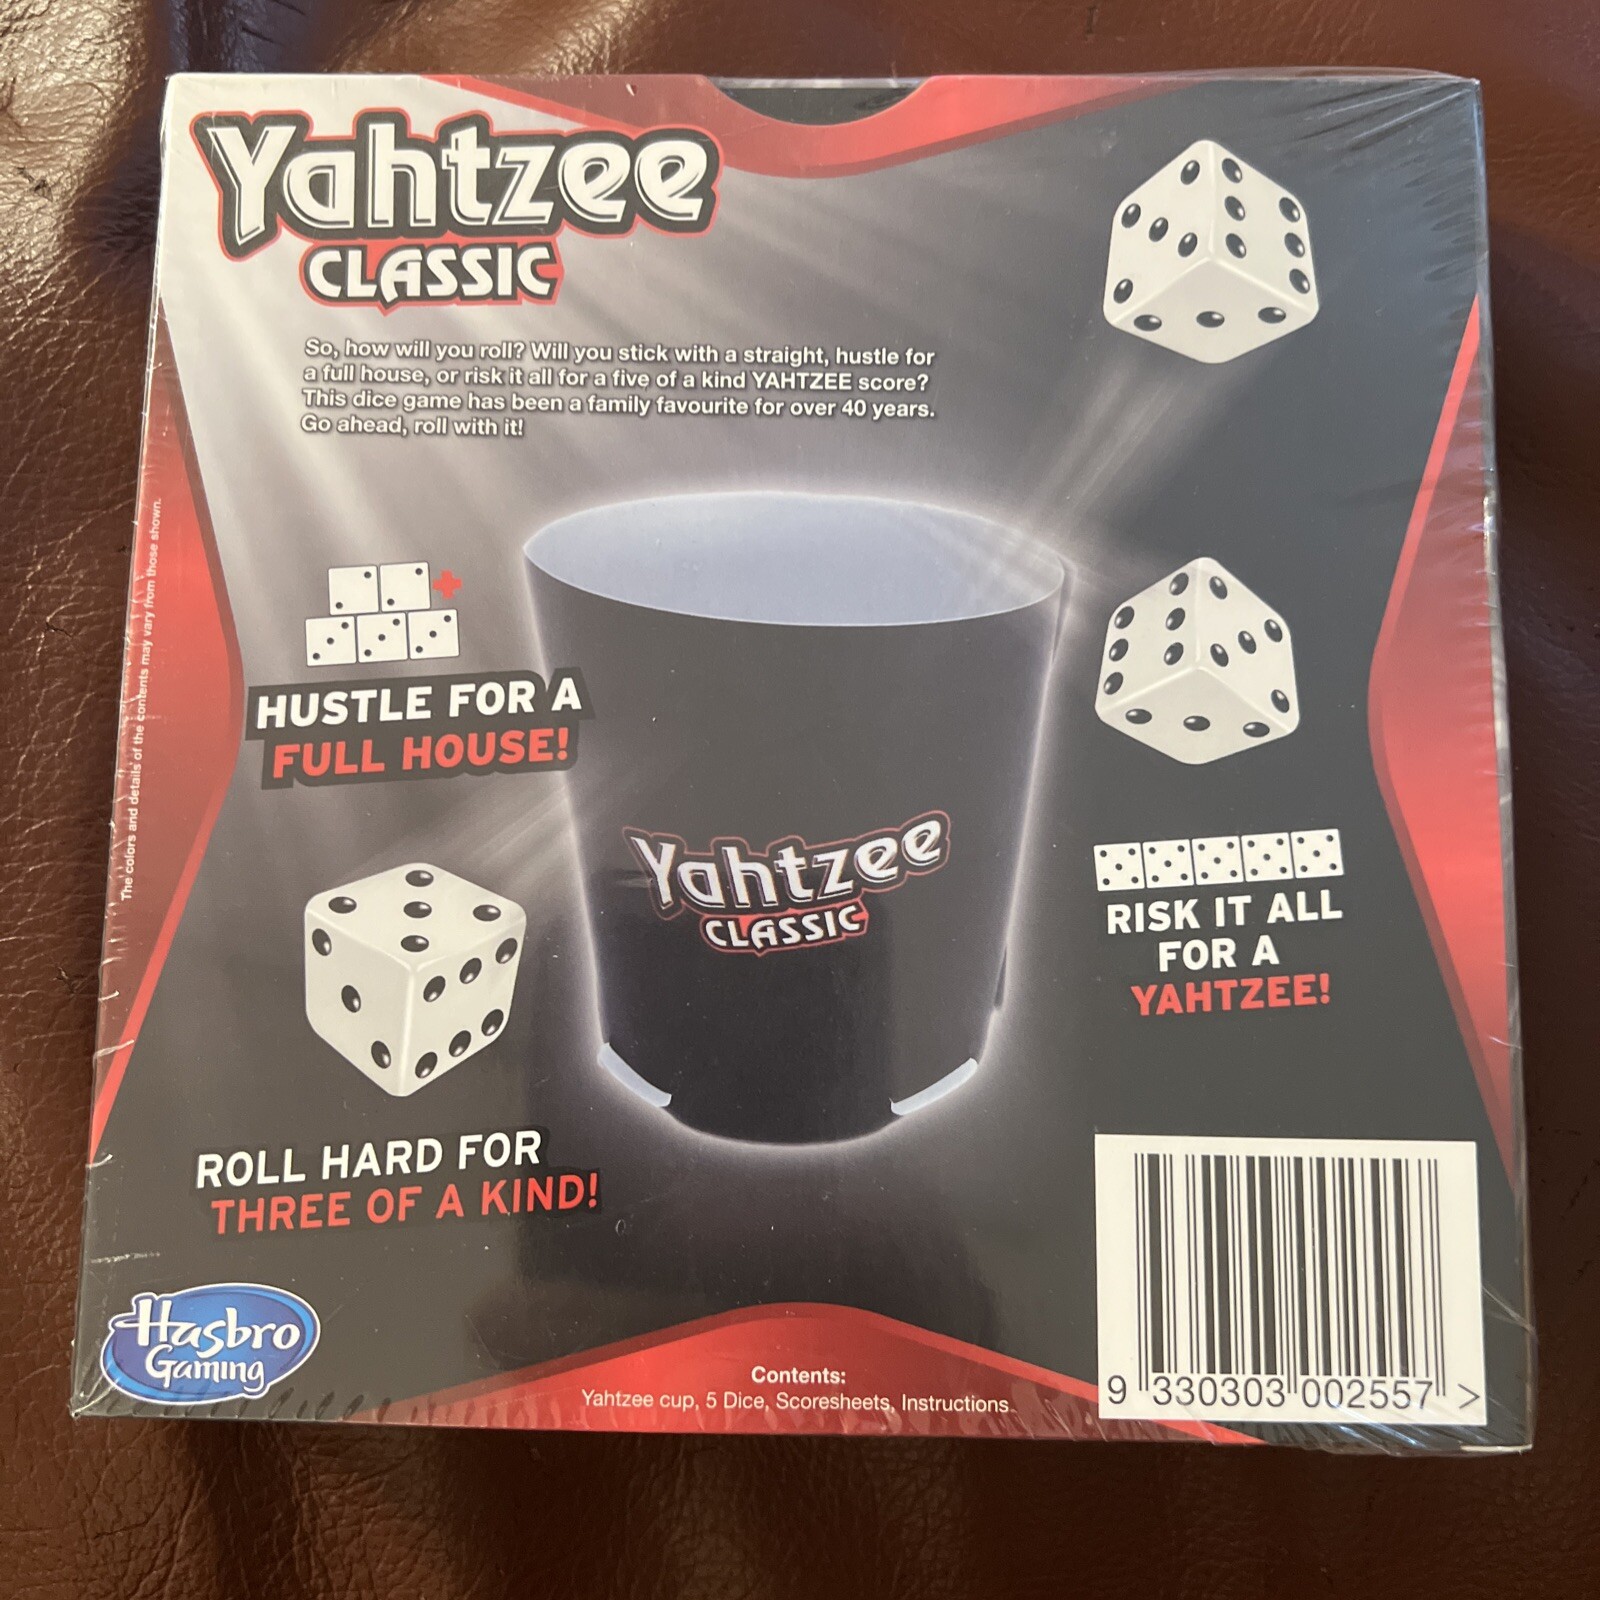 Yahtzee
CLASSIC
So, how will you roll? Will you stick with a straight, hustle for
a full house, or risk it all for a five of a kind YAHTZEE score?
This dice game has been a family favourite for over 40 years.
Go ahead, roll with it!
The colors and details of the contents may vary from those shown.
HUSTLE FOR A
FULL HOUSE!
Yahtzee
CLASSIC
RISK IT ALL
FOR A
YAHTZEE!
ROLL HARD FOR
THREE OF A KIND!
Hasbro
Gaming
Contents:
Yahtzee cup, 5 Dice, Scoresheets, Instructions.
9 330303 002557 >